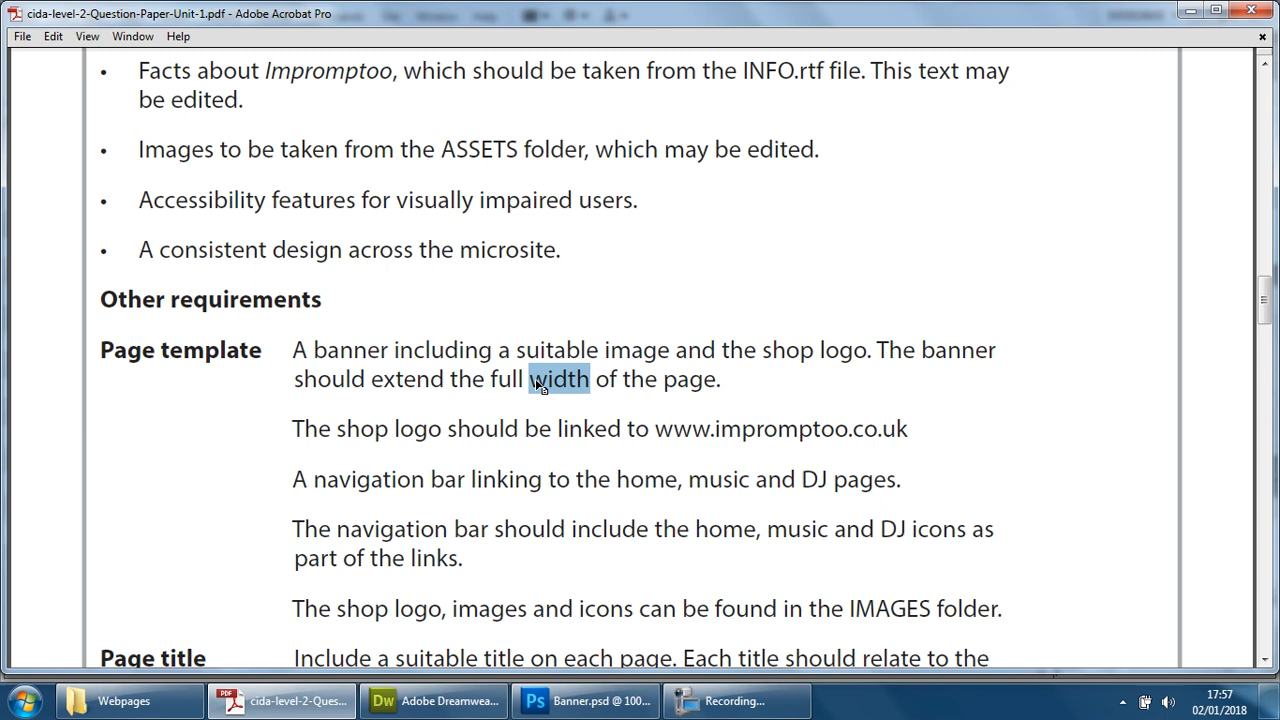 cida-level-2-Question-Paper-Unit-1.pdf - Adobe Acrobat Pro
File Edit View Window Help
• Facts about Impromptoo, which should be taken from the INFO.rtf file. This text may
be edited.
• Images to be taken from the ASSETS folder, which may be edited.
• Accessibility features for visually impaired users.
• A consistent design across the microsite.
Other requirements
Page template A banner including a suitable image and the shop logo. The banner
should extend the full width of the page.
The shop logo should be linked to www.impromptoo.co.uk
A navigation bar linking to the home, music and DJ pages.
The navigation bar should include the home, music and DJ icons as
part of the links.
The shop logo, images and icons can be found in the IMAGES folder.
Page title Include a suitable title on each page. Each title should relate to the
Webpages
PDF cida-level-2-Ques...
Dw Adobe Dreamwea...
Ps Banner.psd @ 100...
Recording...
17:57
02/01/2018